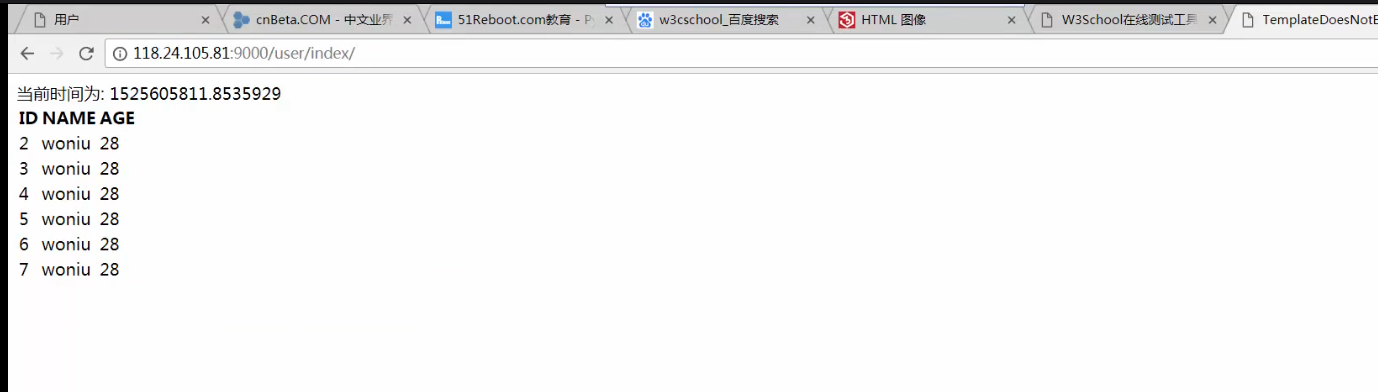 用户
cnBeta.COM - 中文业界
51Reboot.com教育 - Py
w3cschool_百度搜索
HTML 图像
W3School在线测试工具
TemplateDoesNotE
118.24.105.81:9000/user/index/
当前时间为: 1525605811.8535929
ID NAME AGE
2 woniu 28
3 woniu 28
4 woniu 28
5 woniu 28
6 woniu 28
7 woniu 28